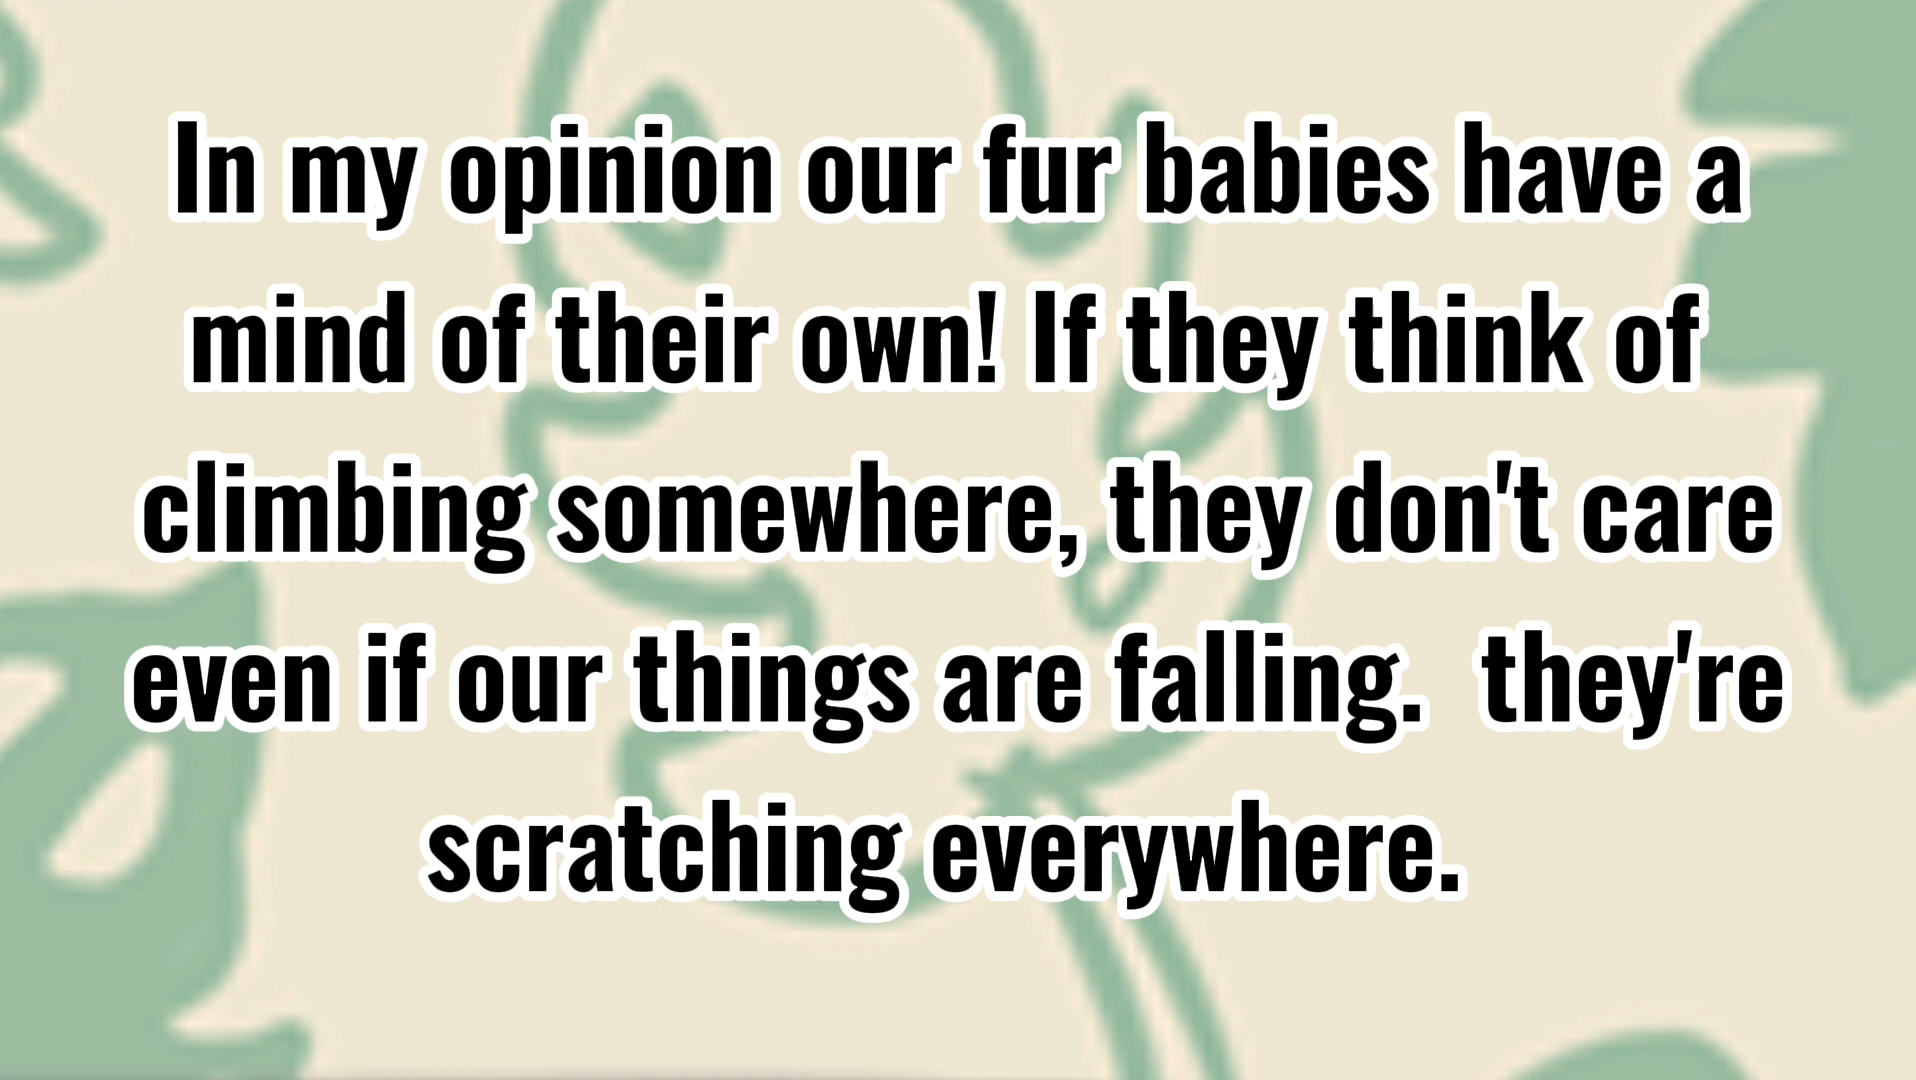 In my opinion our fur babies have a
mind of their own! If they think of
climbing somewhere, they don't care
even if our things are falling.  they're
scratching everywhere.